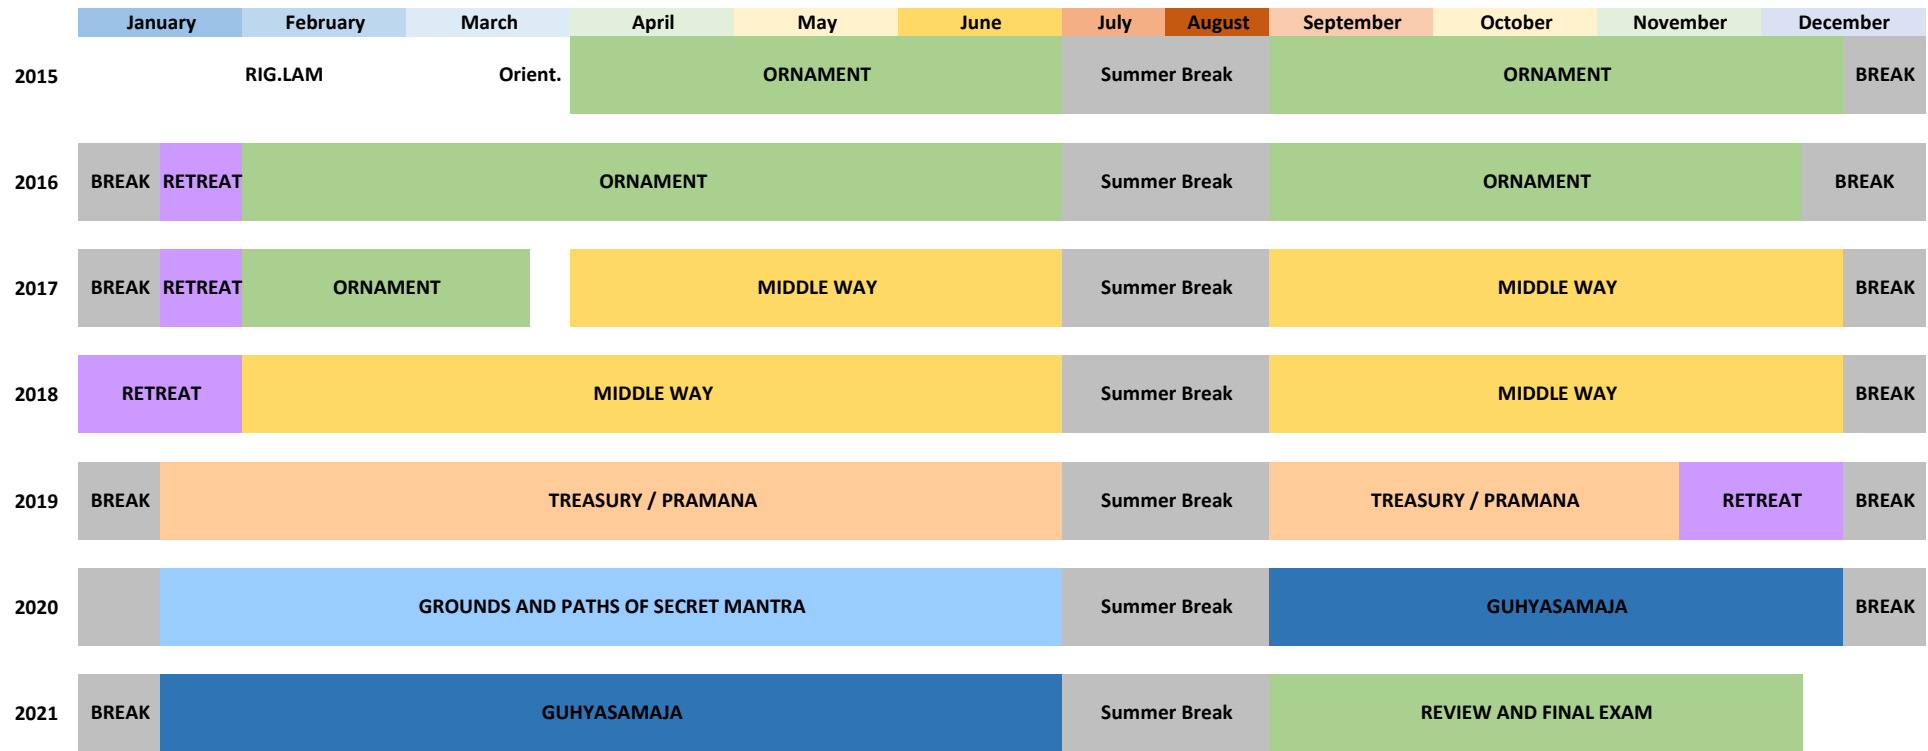 January February March April May June July August September October November December
2015 RIG.LAM Orient. ORNAMENT Summer Break ORNAMENT BREAK
2016 BREAK RETREAT ORNAMENT Summer Break ORNAMENT BREAK
2017 BREAK RETREAT ORNAMENT MIDDLE WAY Summer Break MIDDLE WAY BREAK
2018 RETREAT MIDDLE WAY Summer Break MIDDLE WAY BREAK
2019 BREAK TREASURY / PRAMANA Summer Break TREASURY / PRAMANA RETREAT BREAK
2020 GROUNDS AND PATHS OF SECRET MANTRA Summer Break GUHYASAMAJA BREAK
2021 BREAK GUHYASAMAJA Summer Break REVIEW AND FINAL EXAM